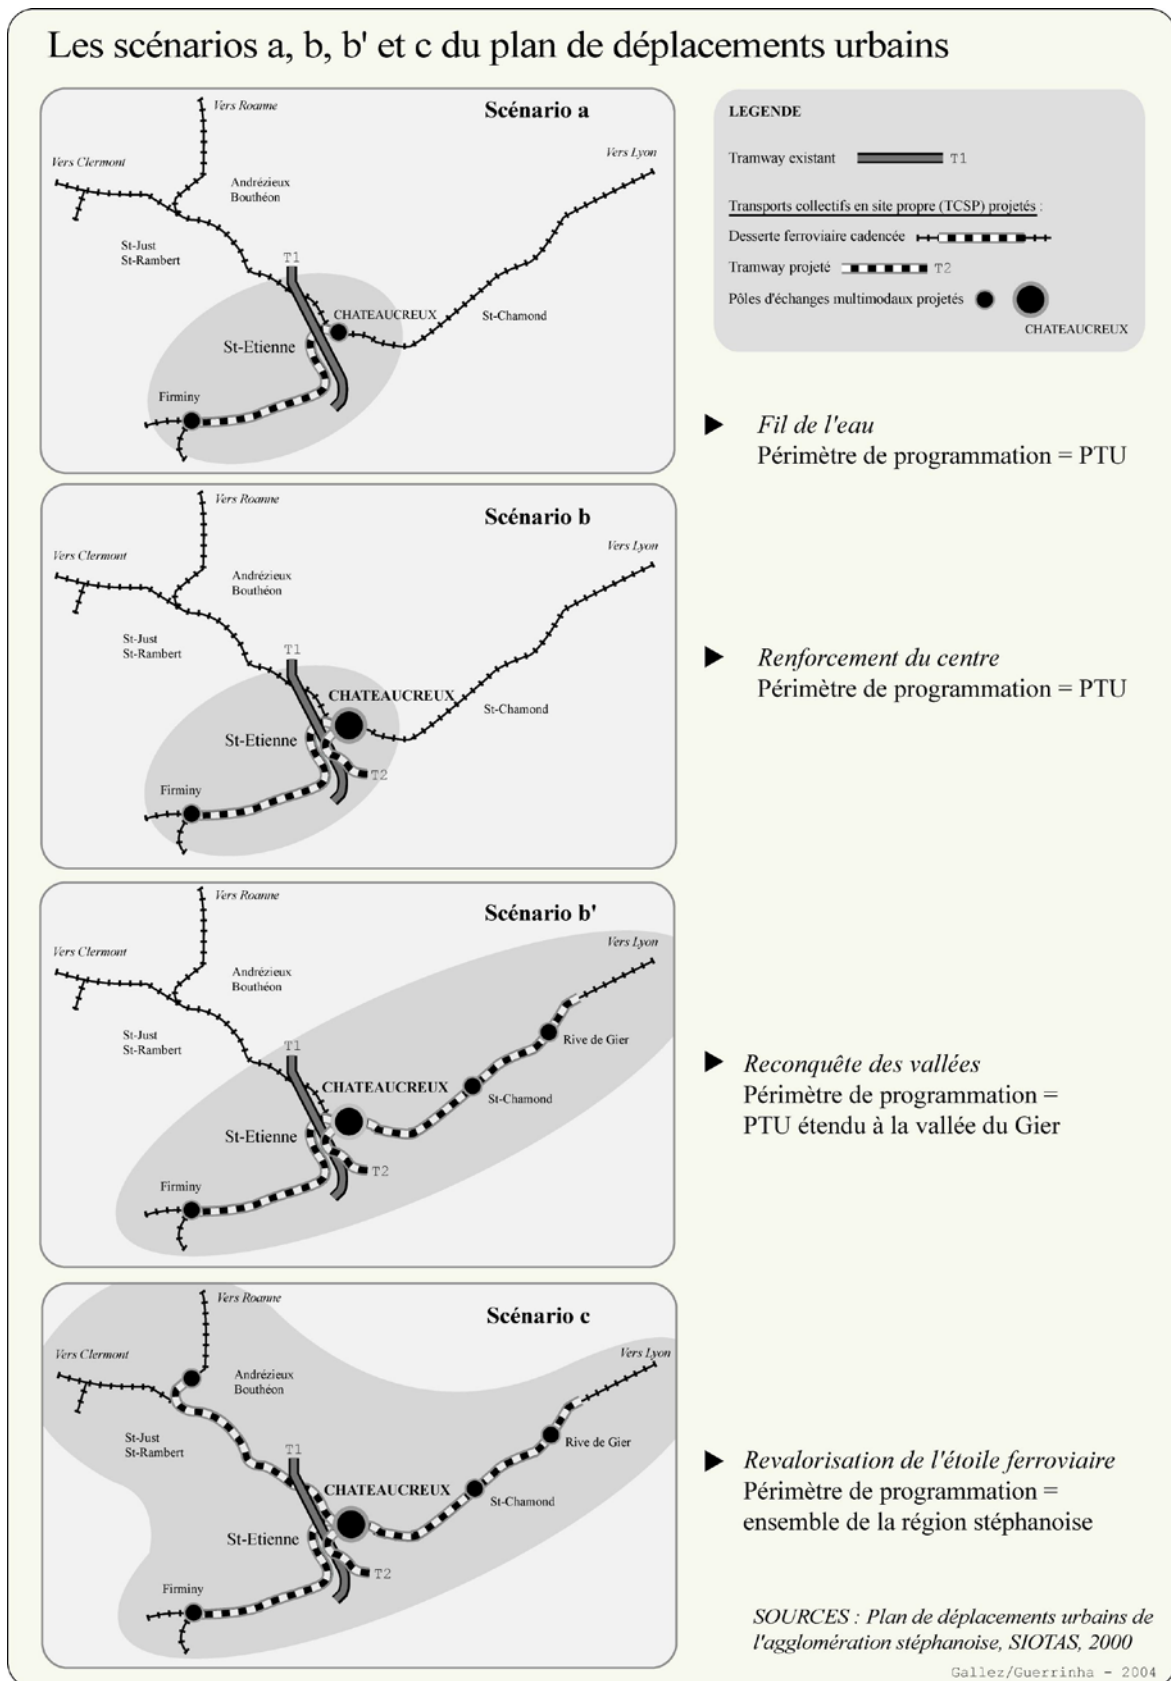 Les scénarios a, b, b' et c du plan de déplacements urbains
Scénario a
Vers Roanne
Vers Clermont
Vers Lyon
Andrézieux
Bouthéon
St-Just
St-Rambert
T1
CHATEAUCREUX
St-Chamond
St-Etienne
Firminy
LEGENDE
Tramway existant T1
Transports collectifs en site propre (TCSP) projetés :
Desserte ferroviaire cadencée
Tramway projeté T2
Pôles d'échanges multimodaux projetés
CHATEAUCREUX
Fil de l'eau
Périmètre de programmation = PTU
Scénario b
Vers Roanne
Vers Clermont
Vers Lyon
Andrézieux
Bouthéon
St-Just
St-Rambert
T1
CHATEAUCREUX
St-Chamond
St-Etienne
T2
Firminy
Renforcement du centre
Périmètre de programmation = PTU
Scénario b'
Vers Roanne
Vers Clermont
Vers Lyon
Andrézieux
Bouthéon
St-Just
St-Rambert
Rive de Gier
T1
CHATEAUCREUX
St-Chamond
St-Etienne
T2
Firminy
Reconquête des vallées
Périmètre de programmation =
PTU étendu à la vallée du Gier
Scénario c
Vers Roanne
Vers Clermont
Vers Lyon
Andrézieux
Bouthéon
St-Just
St-Rambert
Rive de Gier
T1
CHATEAUCREUX
St-Chamond
St-Etienne
T2
Firminy
Revalorisation de l'étoile ferroviaire
Périmètre de programmation =
ensemble de la région stéphanoise
SOURCES : Plan de déplacements urbains de
l'agglomération stéphanoise, SIOTAS, 2000
Gallez/Guerrinha - 2004